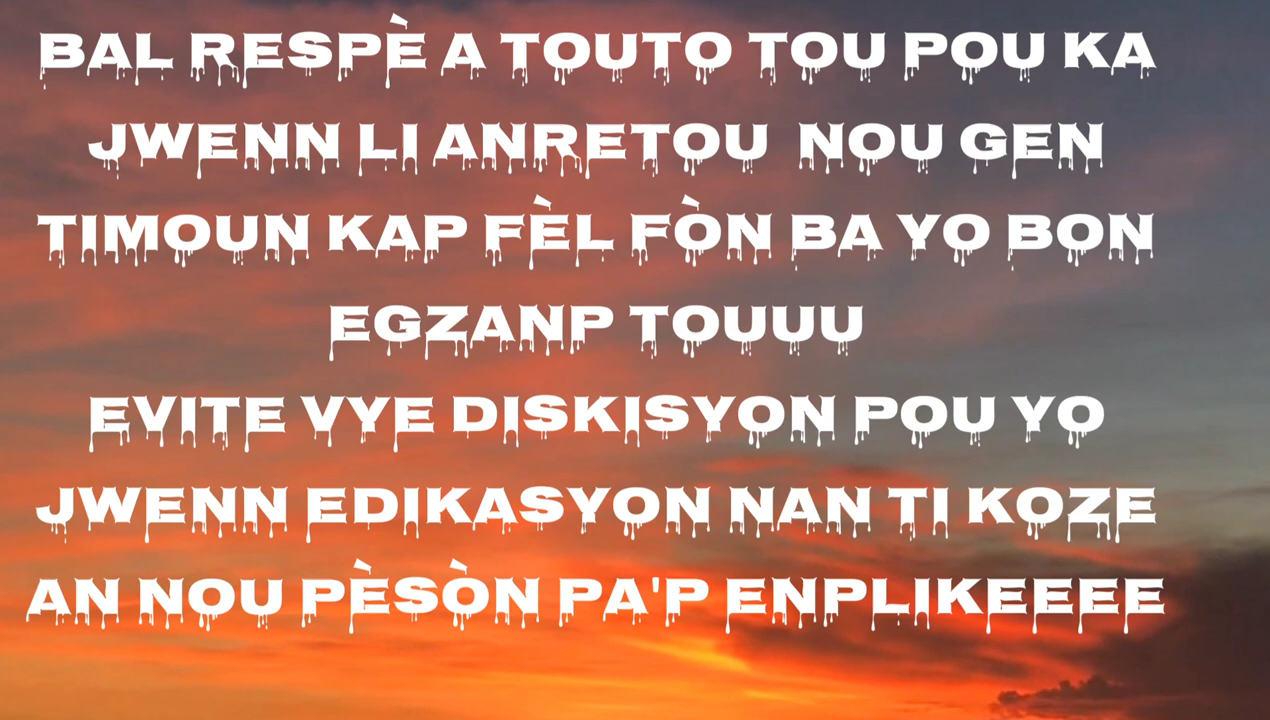 BAL RESPÈ A TOUTO TOU POU KA
JWENN LI ANRETOU NOU GEN
TIMOUN KAP FÈL FÒN BA YO BON
EGZANP TOUUU
EVITE VYE DISKISYON POU YO
JWENN EDIKASYON NAN TI KOZE
AN NOU PÈSÒN PA'P ENPLIKEEEE